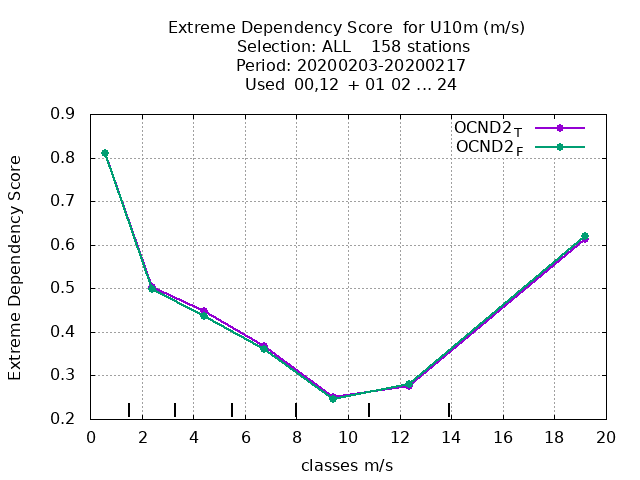 Extreme Dependency Score  for U10m (m/s)
Selection: ALL    158 stations
Period: 20200203-20200217
Used  00,12  + 01 02 ... 24
OCND2T
OCND2F
Extreme Dependency Score
0.9
0.8
0.7
0.6
0.5
0.4
0.3
0.2
0 2 4 6 8 10 12 14 16 18 20
classes m/s